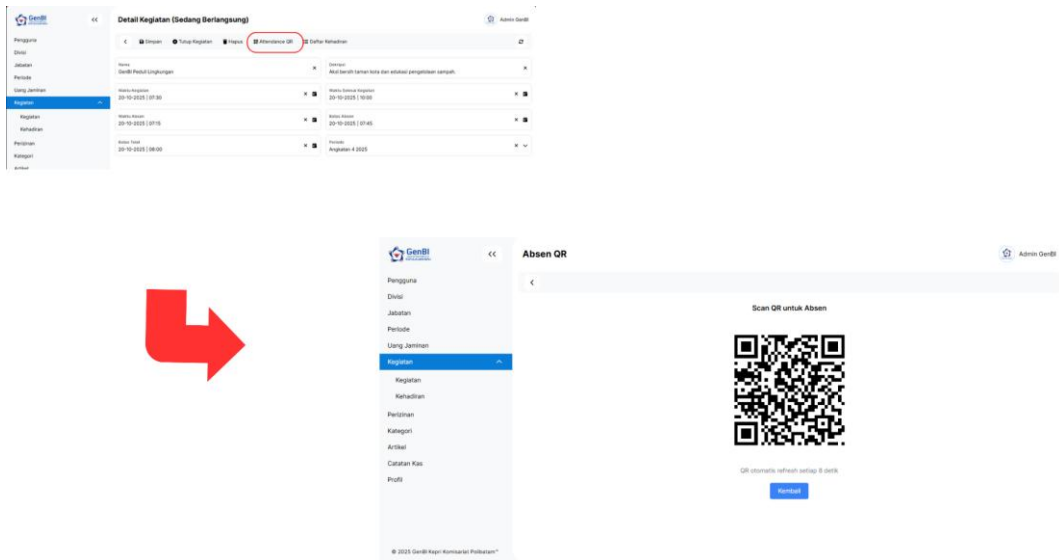 GenBI
<<
Detail Kegiatan (Sedang Berlangsung)
Admin GenBI
Pengguna
Divisi
Jabatan
Periode
Uang Jaminan
Kegiatan
Kegiatan
Kehadiran
Perizinan
Kategori
Artikel
Simpan
Tutup Kegiatan
Hapus
Attendance QR
Daftar Kehadiran
Nama
GenBI Peduli Lingkungan
Deskripsi
Aksi bersih taman kota dan edukasi pengelolaan sampah.
Waktu Kegiatan
20-10-2025 | 07:30
Waktu Selesai Kegiatan
20-10-2025 | 10:00
Waktu Absen
20-10-2025 | 07:15
Batas Absen
20-10-2025 | 07:45
Batas Telat
20-10-2025 | 08:00
Periode
Angkatan 4 2025
GenBI
<<
Absen QR
Admin GenBI
Pengguna
Divisi
Jabatan
Periode
Uang Jaminan
Kegiatan
Kegiatan
Kehadiran
Perizinan
Kategori
Artikel
Catatan Kas
Profil
© 2025 GenBI Kepri Komisariat Polibatam™
Scan QR untuk Absen
QR otomatis refresh setiap 8 detik
Kembali